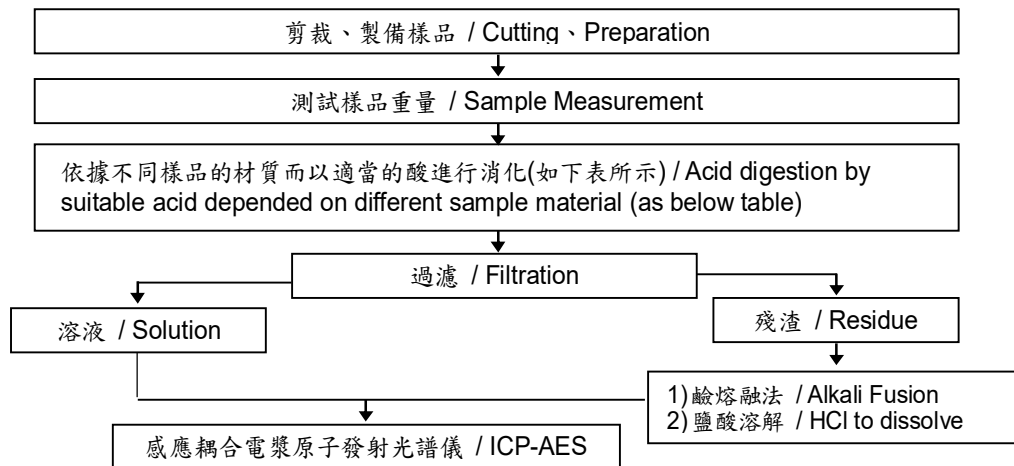 剪裁、製備樣品 / Cutting、Preparation
測試樣品重量 / Sample Measurement
依據不同樣品的材質而以適當的酸進行消化(如下表所示) / Acid digestion by
suitable acid depended on different sample material (as below table)
過濾 / Filtration
溶液 / Solution
殘渣 / Residue
1)鹼熔融法 / Alkali Fusion
2)鹽酸溶解 / HCl to dissolve
感應耦合電漿原子發射光譜儀 / ICP-AES